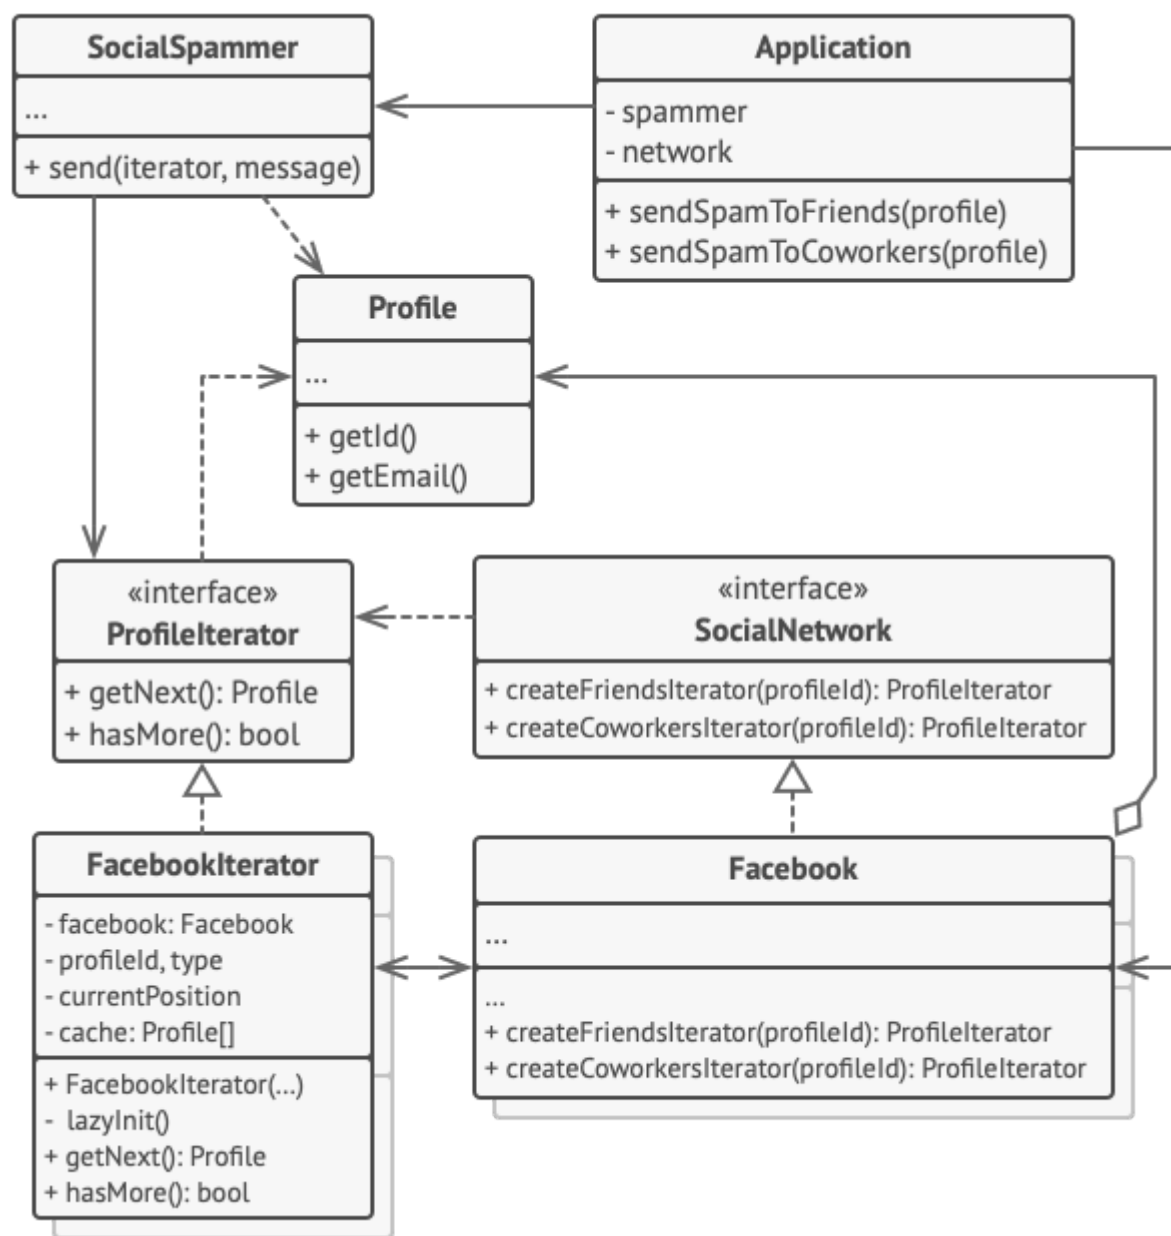 SocialSpammer
...
+ send(iterator, message)
Application
- spammer
- network
+ sendSpamToFriends(profile)
+ sendSpamToCoworkers(profile)
Profile
...
+ getId()
+ getEmail()
«interface»
ProfileIterator
+ getNext(): Profile
+ hasMore(): bool
«interface»
SocialNetwork
+ createFriendsIterator(profileId): ProfileIterator
+ createCoworkersIterator(profileId): ProfileIterator
FacebookIterator
- facebook: Facebook
- profileId, type
- currentPosition
- cache: Profile[]
+ FacebookIterator(...)
- lazyInit()
+ getNext(): Profile
+ hasMore(): bool
Facebook
...
...
+ createFriendsIterator(profileId): ProfileIterator
+ createCoworkersIterator(profileId): ProfileIterator